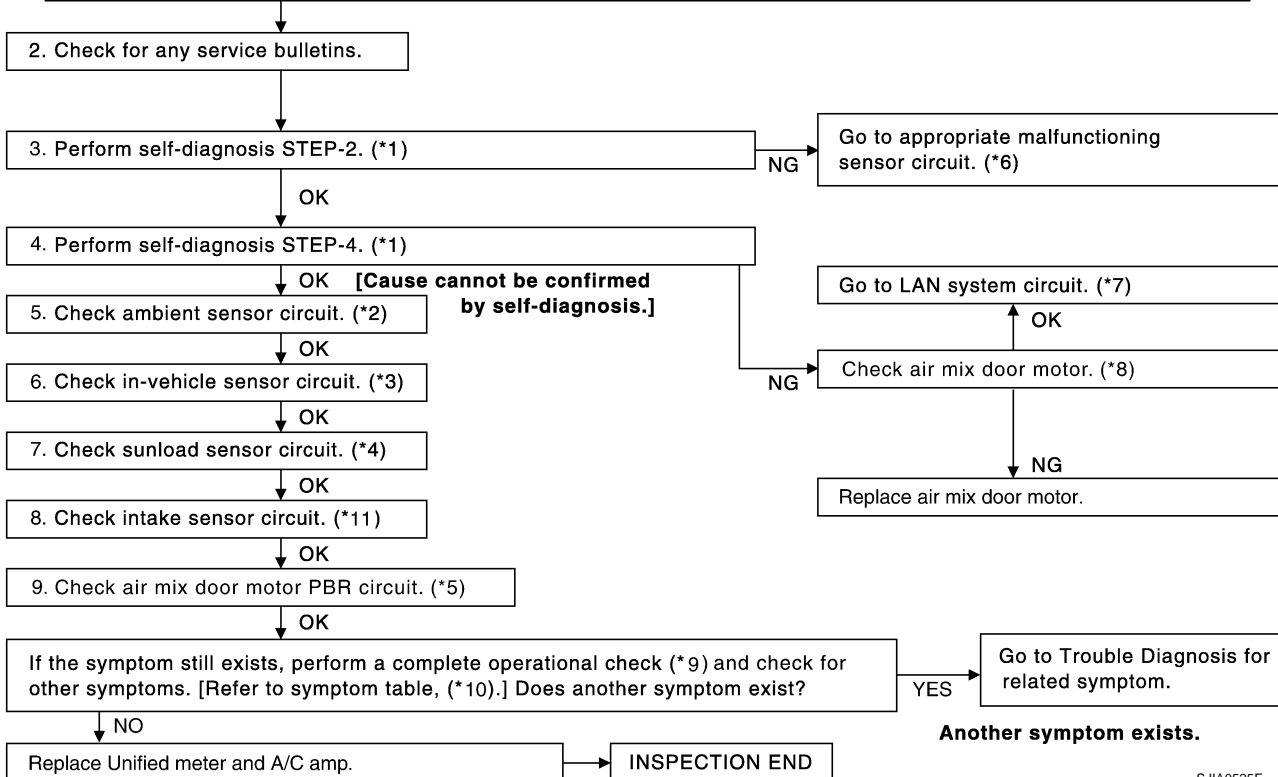 2. Check for any service bulletins.
3. Perform self-diagnosis STEP-2. (*1)
NG
Go to appropriate malfunctioning
sensor circuit. (*6)
OK
4. Perform self-diagnosis STEP-4. (*1)
OK
[Cause cannot be confirmed
by self-diagnosis.]
NG
Go to LAN system circuit. (*7)
OK
Check air mix door motor. (*8)
NG
Replace air mix door motor.
5. Check ambient sensor circuit. (*2)
OK
6. Check in-vehicle sensor circuit. (*3)
OK
7. Check sunload sensor circuit. (*4)
OK
8. Check intake sensor circuit. (*11)
OK
9. Check air mix door motor PBR circuit. (*5)
OK
If the symptom still exists, perform a complete operational check (*9) and check for
other symptoms. [Refer to symptom table, (*10).] Does another symptom exist?
YES
Go to Trouble Diagnosis for
related symptom.
Another symptom exists.
NO
Replace Unified meter and A/C amp.
INSPECTION END